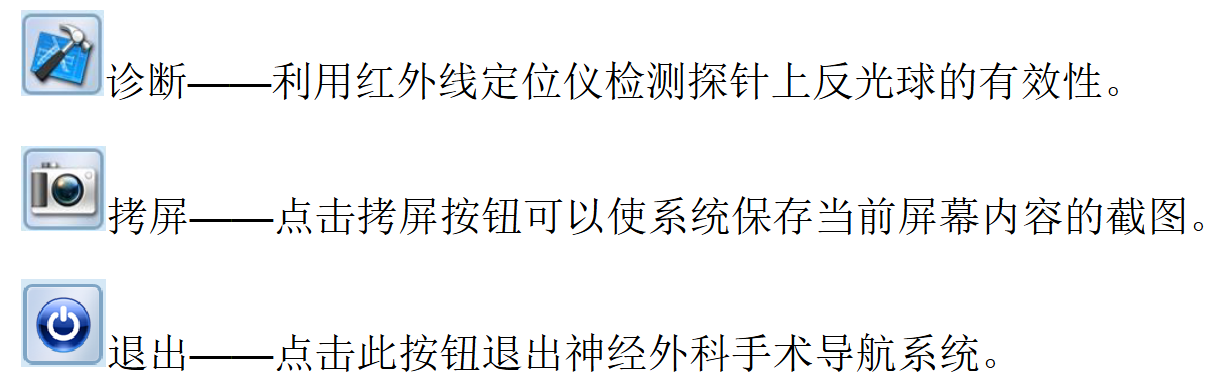 诊断——利用红外线定位仪检测探针上反光球的有效性。
拷屏——点击拷屏按钮可以使系统保存当前屏幕内容的截图。
退出——点击此按钮退出神经外科手术导航系统。